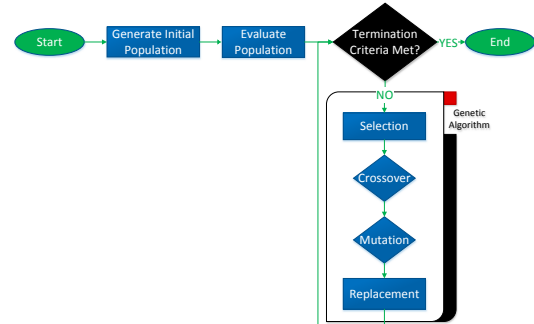 Start
Generate Initial
Population
Evaluate
Population
Termination
Criteria Met?
YES
End
NO
Genetic
Algorithm
Selection
Crossover
Mutation
Replacement